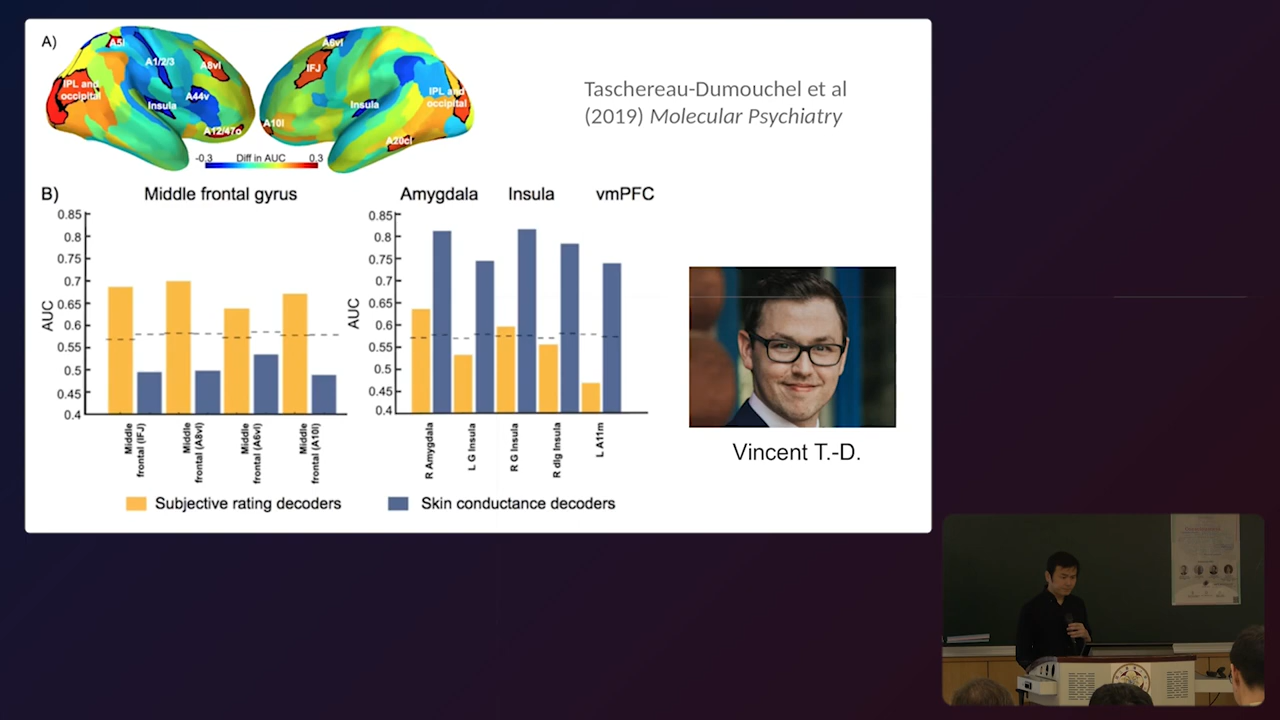 A)
A5l
A1/2/3
A8vl
IPL and
occipital
Insula
A44v
A12/47o
A6vl
IFJ
Insula
IPL and
occipital
A10l
A20cl
-0.3 Diff in AUC 0.3
Taschereau-Dumouchel et al
(2019) Molecular Psychiatry
B)
Middle frontal gyrus
0.85
0.8
0.75
0.7
0.65
0.6
0.55
0.5
0.45
0.4
AUC
Middle
frontal (IFJ)
Middle
frontal (A8vl)
Middle
frontal (A6vl)
Middle
frontal (A10l)
Amygdala Insula vmPFC
0.85
0.8
0.75
0.7
0.65
0.6
0.55
0.5
0.45
0.4
AUC
R Amygdala
L G Insula
R G Insula
R dIg Insula
L A11m
Subjective rating decoders
Skin conductance decoders
Vincent T.-D.